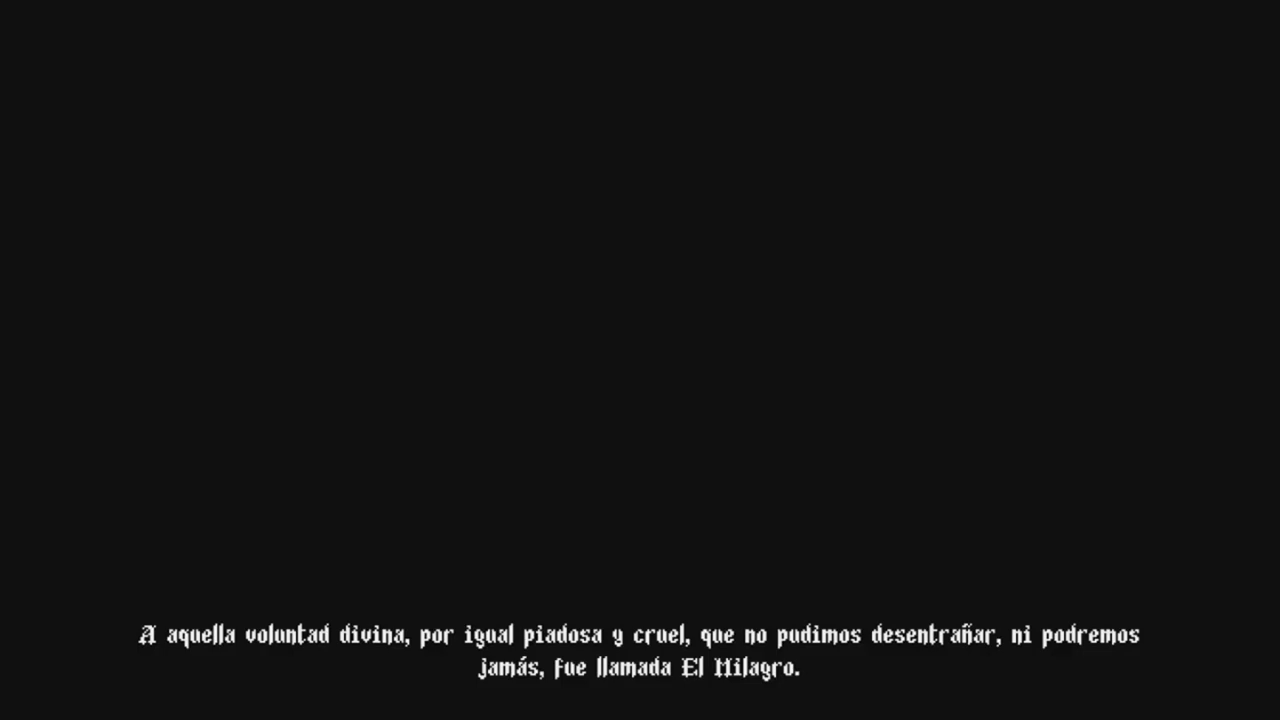 A aquella voluntad divina, por igual piadosa y cruel, que no pudimos desentrañar, ni podremos
jamás, fue llamada El Milagro.